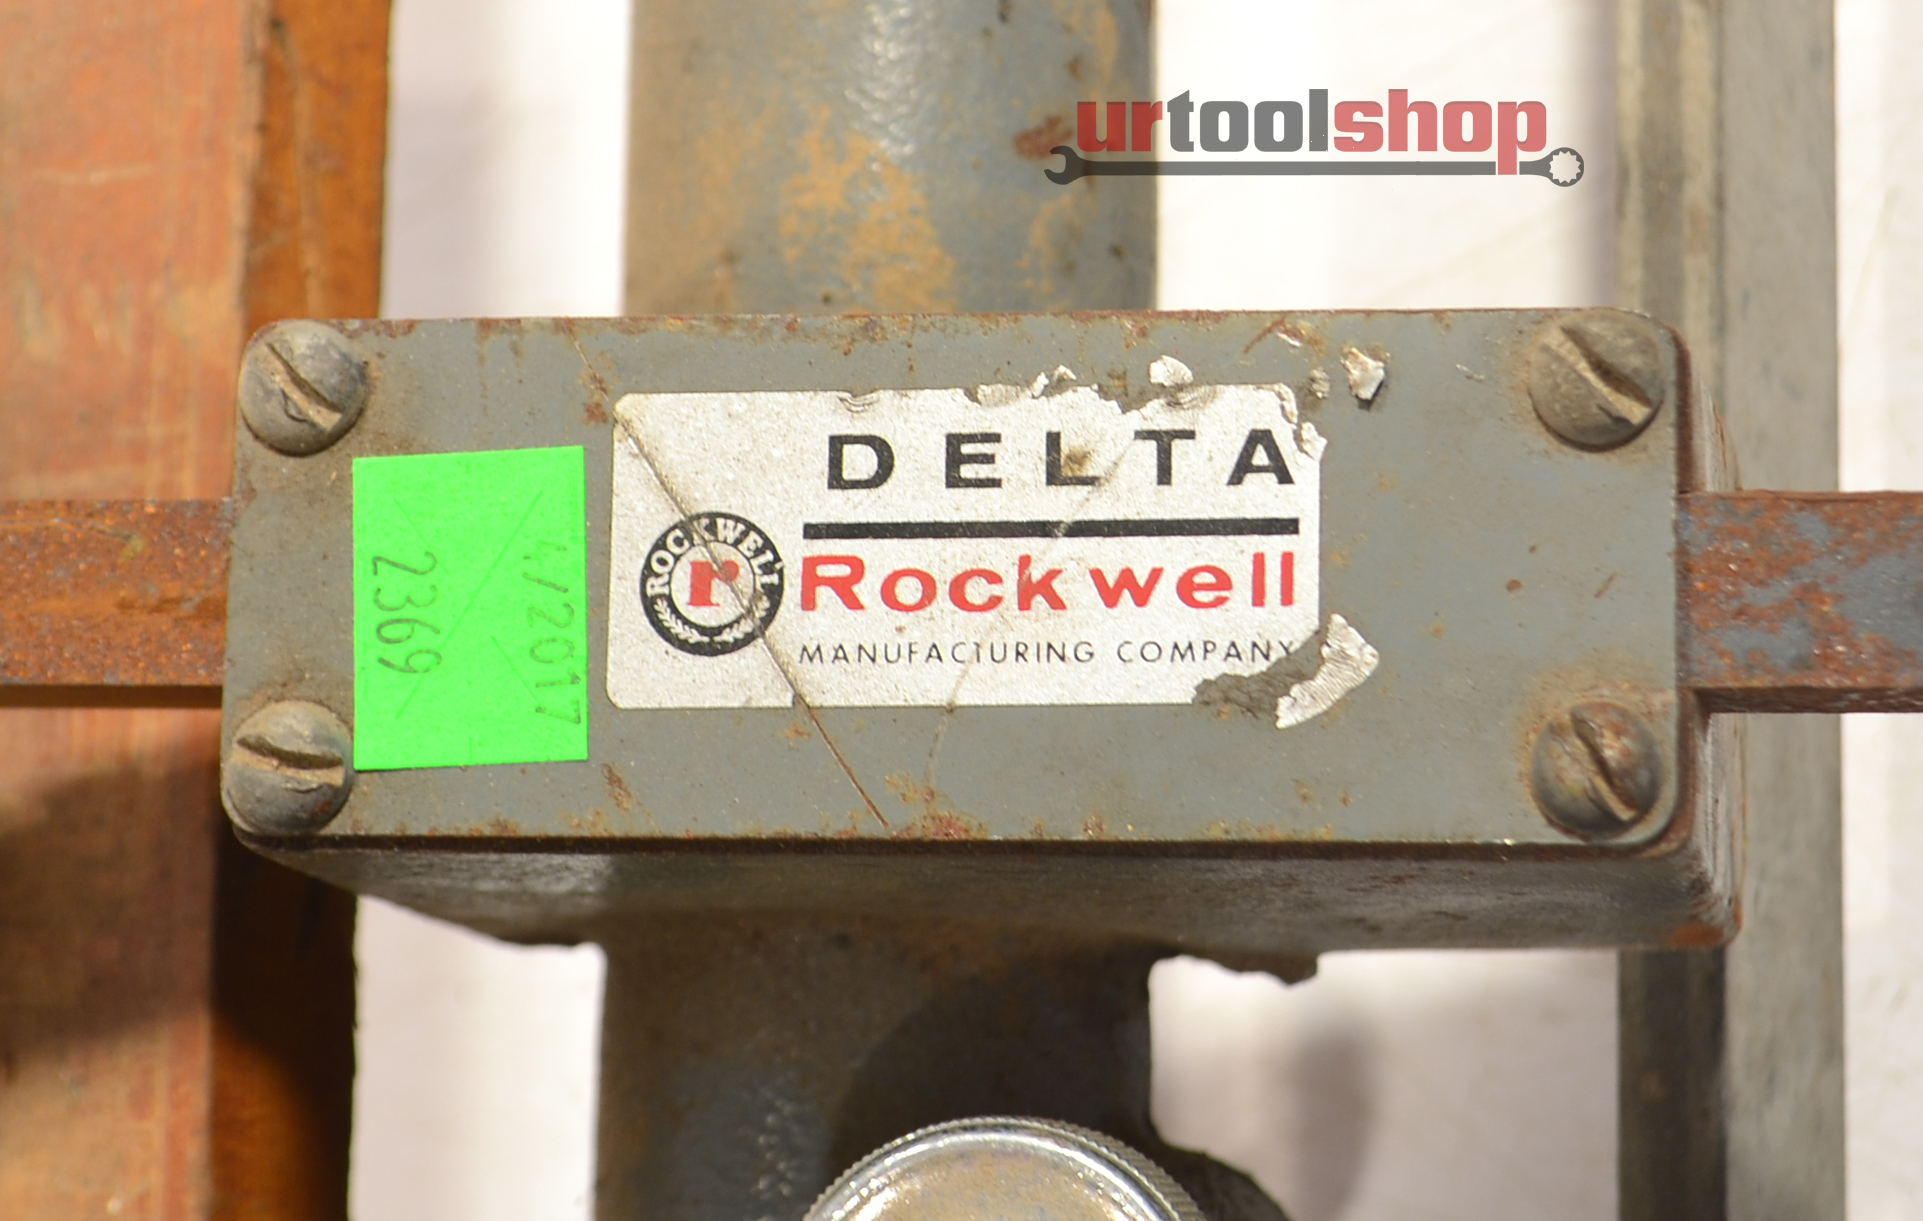 urtoolshop
DELTA
ROCKWELL
r
Rockwell
MANUFACTURING COMPANY
4/2017
2369